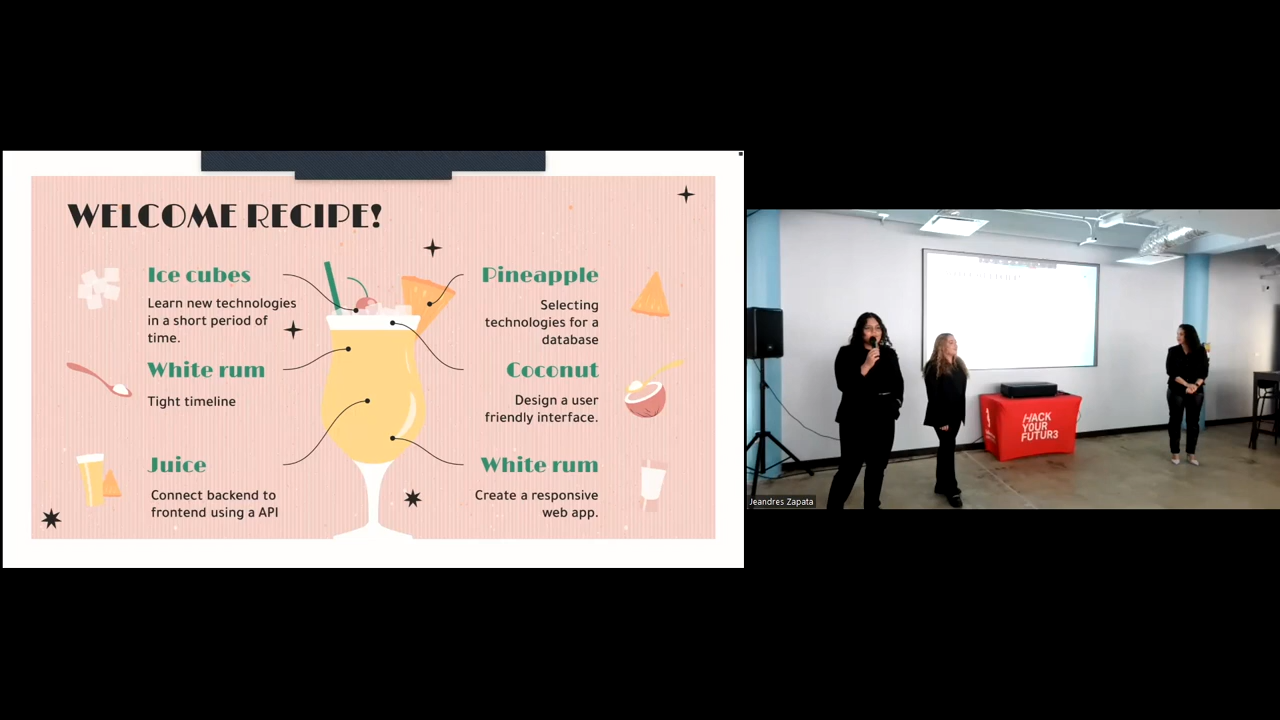 WELCOME RECIPE!
Ice cubes
Learn new technologies
in a short period of
time.
White rum
Tight timeline
Juice
Connect backend to
frontend using a API
Pineapple
Selecting
technologies for a
database
Coconut
Design a user
friendly interface.
White rum
Create a responsive
web app.
HACK
YOUR
FUTUR3
Jeandres Zapata